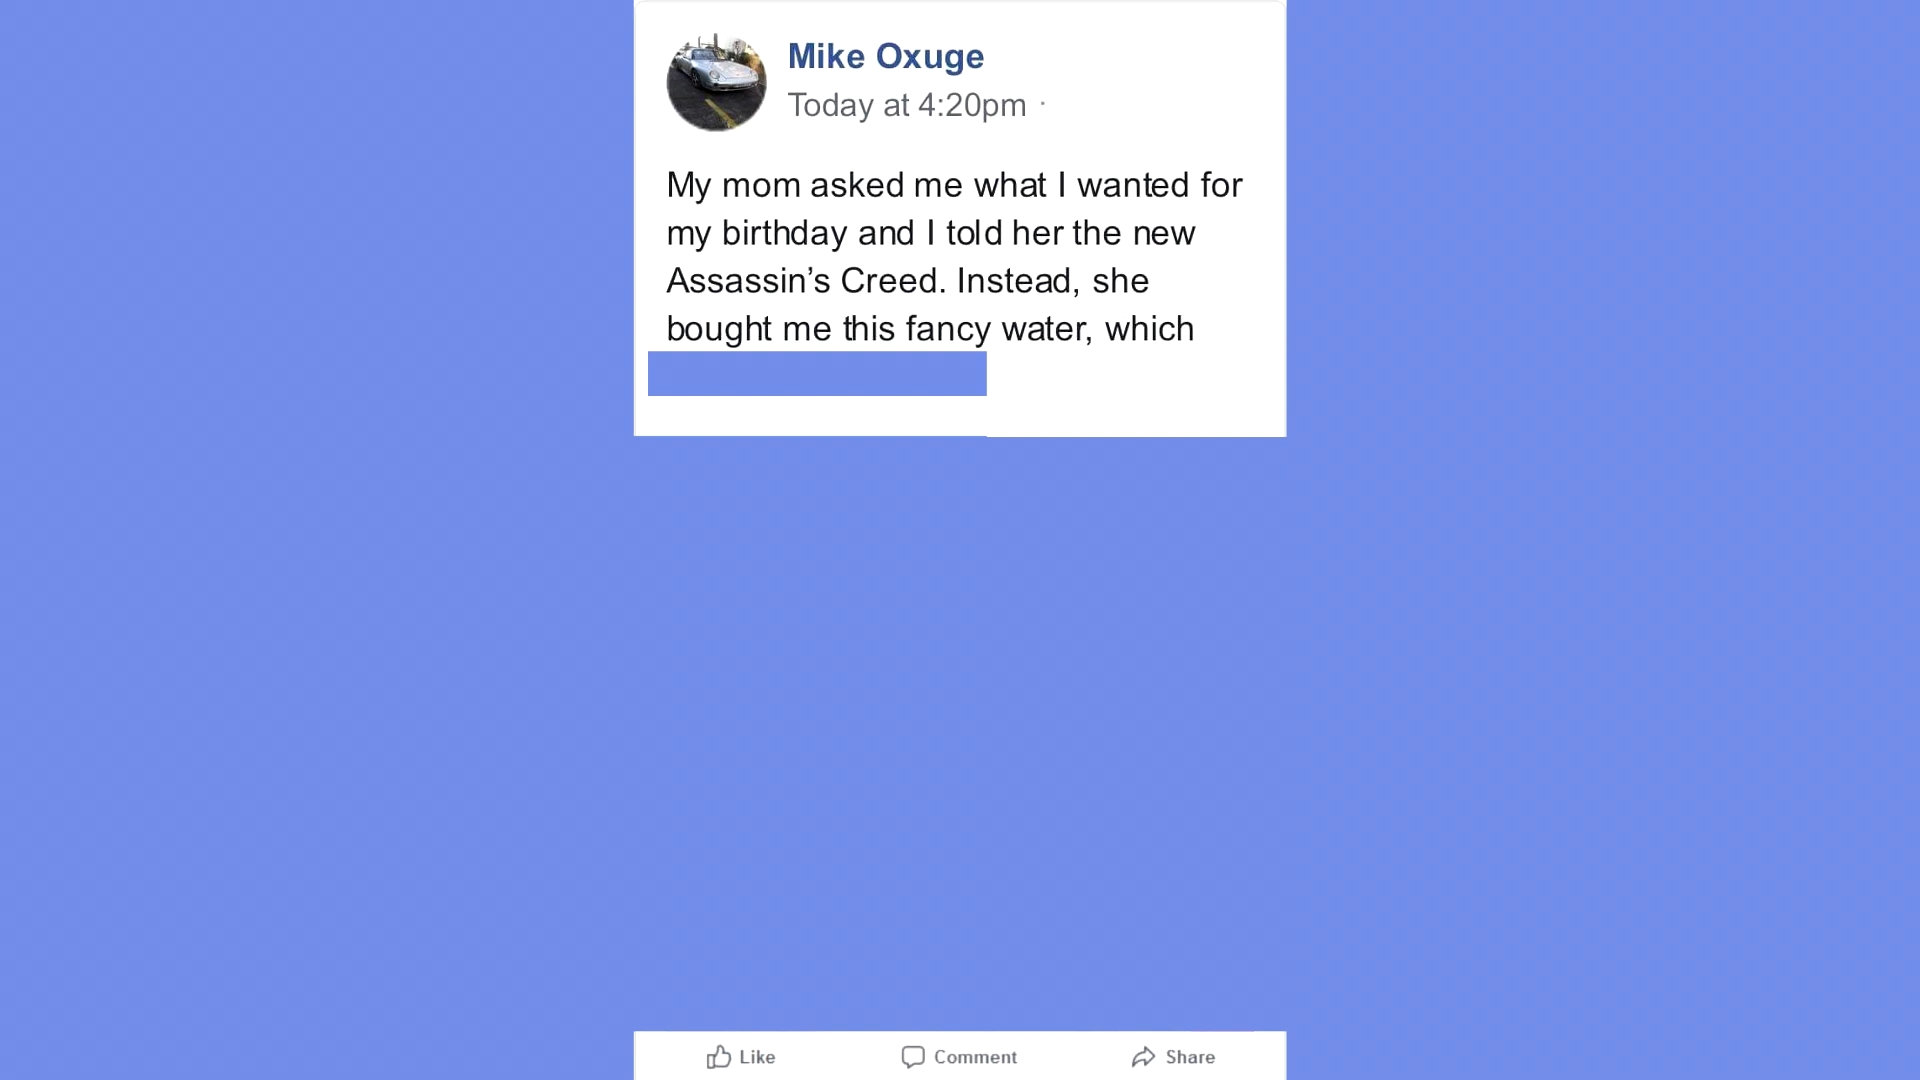 Mike Oxuge
Today at 4:20pm ·
My mom asked me what I wanted for
my birthday and I told her the new
Assassin’s Creed. Instead, she
bought me this fancy water, which
Like
Comment
Share